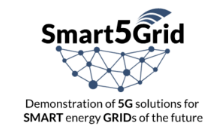 Smart5Grid
Demonstration of 5G solutions for
SMART energy GRIDs of the future